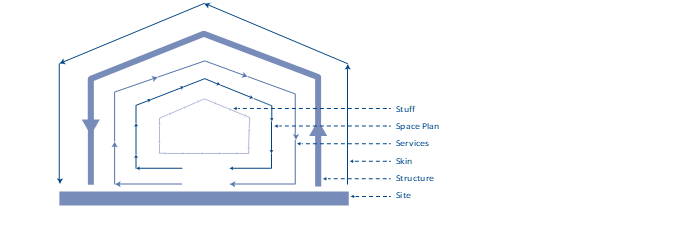 Stuff
Space Plan
Services
Skin
Structure
Site